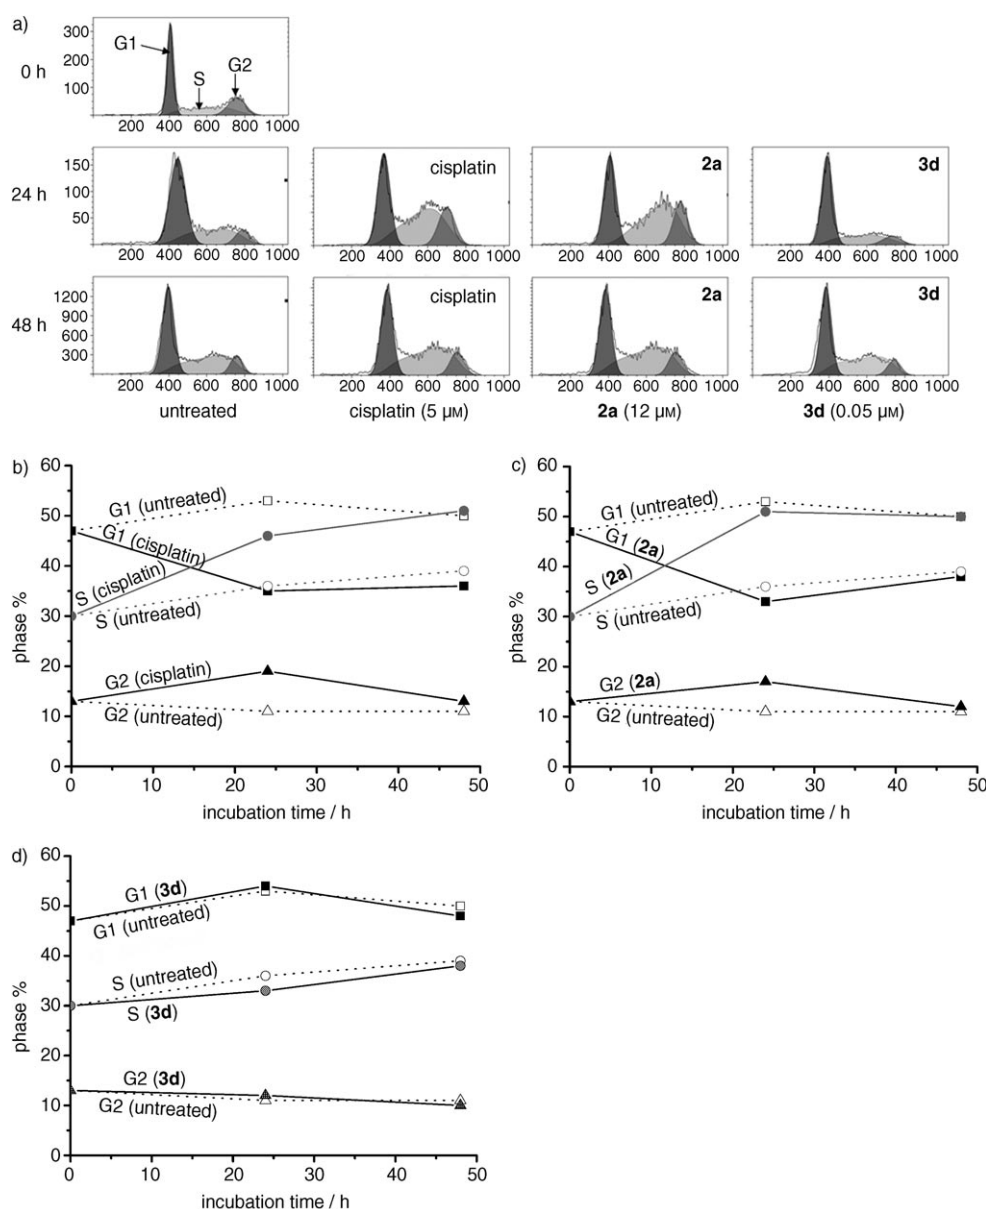 a)
300
200
100
G1
S
G2
0 h
200 400 600 800 1000
150
100
50
24 h
cisplatin
2a
3d
200 400 600 800 1000
200 400 600 800 1000
200 400 600 800 1000
200 400 600 800 1000
1200
900
600
300
48 h
cisplatin
2a
3d
200 400 600 800 1000
200 400 600 800 1000
200 400 600 800 1000
200 400 600 800 1000
untreated
cisplatin (5 µM)
2a (12 µM)
3d (0.05 µM)
b)
60
50
40
30
20
10
0
phase %
G1 (untreated)
G1 (cisplatin)
S (cisplatin)
S (untreated)
G2 (cisplatin)
G2 (untreated)
0 10 20 30 40 50
incubation time / h
c)
60
50
40
30
20
10
0
phase %
G1 (untreated)
G1 (2a)
S (2a)
S (untreated)
G2 (2a)
G2 (untreated)
0 10 20 30 40 50
incubation time / h
d)
60
50
40
30
20
10
0
phase %
G1 (3d)
G1 (untreated)
S (untreated)
S (3d)
G2 (3d)
G2 (untreated)
0 10 20 30 40 50
incubation time / h